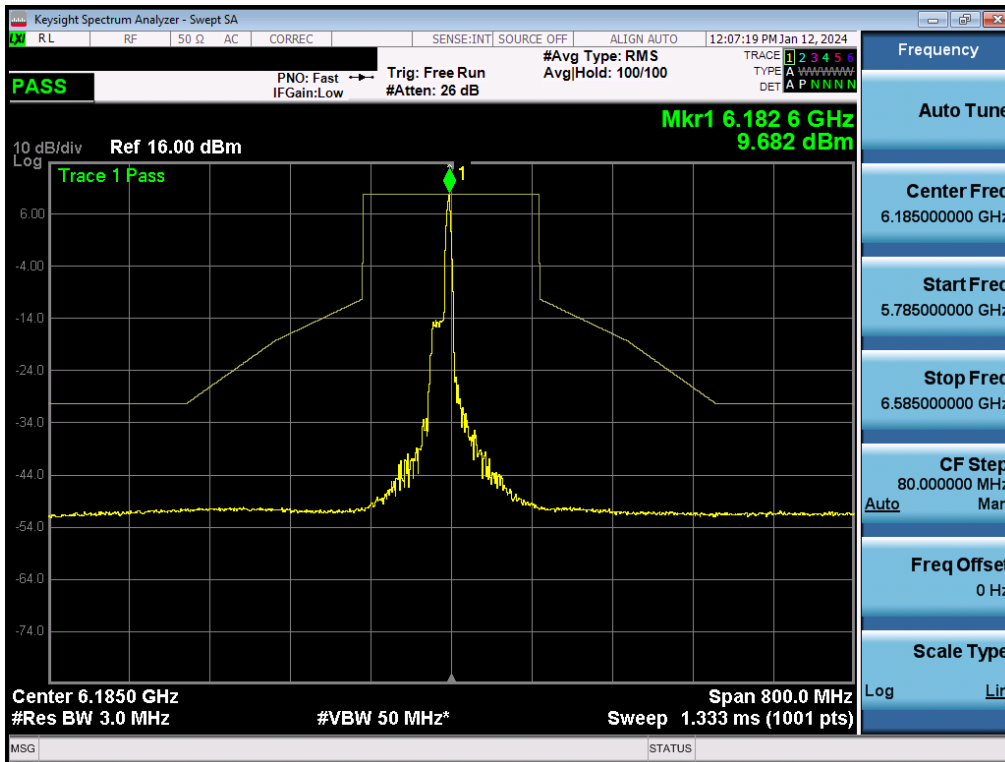 Keysight Spectrum Analyzer - Swept SA
LXI RL RF 50 Ω AC CORREC SENSE:INT SOURCE OFF ALIGN AUTO 12:07:19 PM Jan 12, 2024
PASS
PNO: Fast
IFGain:Low
Trig: Free Run
#Atten: 26 dB
#Avg Type: RMS
Avg|Hold: 100/100
TRACE 1 2 3 4 5 6
TYPE A WWWWW
DET A P N N N N
Mkr1 6.182 6 GHz
9.682 dBm
10 dB/div Ref 16.00 dBm
Log
Trace 1 Pass
1
6.00
-4.00
-14.0
-24.0
-34.0
-44.0
-54.0
-64.0
-74.0
Center 6.1850 GHz Span 800.0 MHz
#Res BW 3.0 MHz #VBW 50 MHz* Sweep 1.333 ms (1001 pts)
MSG STATUS
Frequency
Auto Tune
Center Freq
6.185000000 GHz
Start Freq
5.785000000 GHz
Stop Freq
6.585000000 GHz
CF Step
80.000000 MHz
Auto Man
Freq Offset
0 Hz
Scale Type
Log Lin